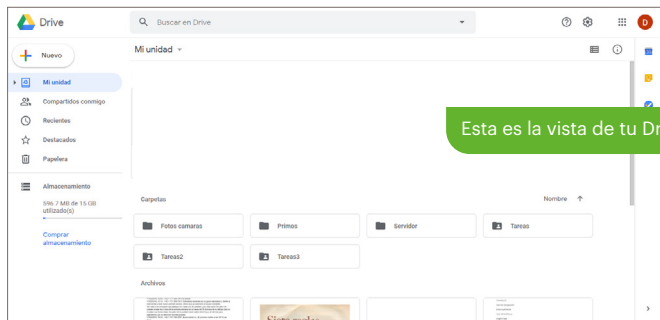 Drive
Buscar en Drive
D
Nuevo
Mi unidad
Mi unidad
Compartidos conmigo
Recientes
Destacados
Papelera
Esta es la vista de tu Dr
Almacenamiento
596.7 MB de 15 GB
utilizado(s)
Comprar
almacenamiento
Carpetas
Nombre
Fotos camaras
Primos
Servidor
Tareas
Tareas2
Tareas3
Archivos